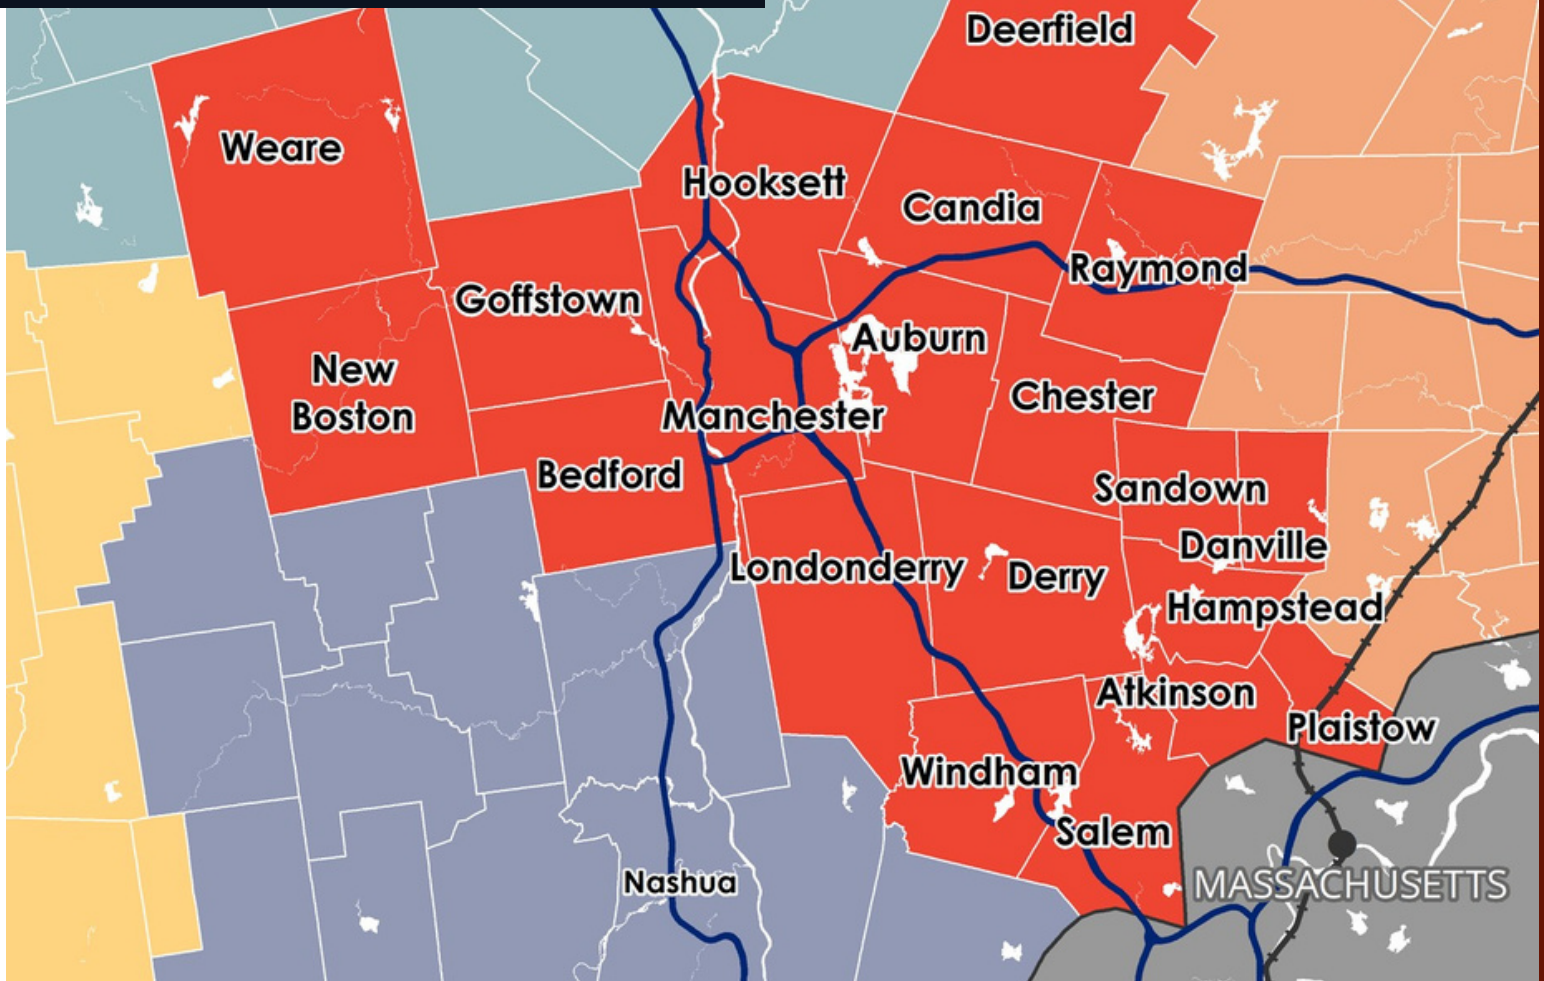 Deerfield
Weare
Hooksett
Candia
Raymond
Goffstown
Auburn
New
Boston
Chester
Manchester
Bedford
Sandown
Danville
Londonderry
Derry
Hampstead
Atkinson
Plaistow
Windham
Salem
Nashua
MASSACHUSETTS